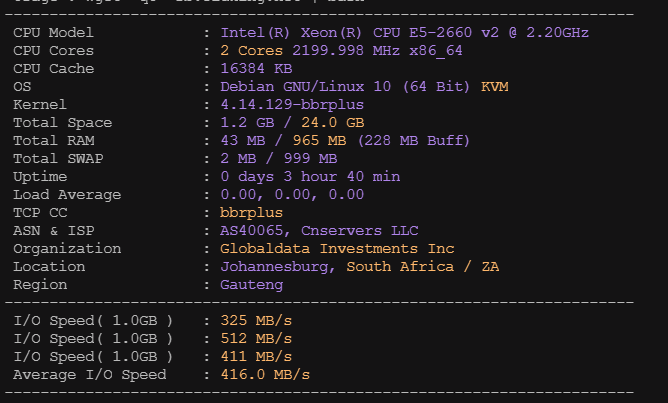 CPU Model : Intel(R) Xeon(R) CPU E5-2660 v2 @ 2.20GHz
CPU Cores : 2 Cores 2199.998 MHz x86_64
CPU Cache : 16384 KB
OS : Debian GNU/Linux 10 (64 Bit) KVM
Kernel : 4.14.129-bbrplus
Total Space : 1.2 GB / 24.0 GB
Total RAM : 43 MB / 965 MB (228 MB Buff)
Total SWAP : 2 MB / 999 MB
Uptime : 0 days 3 hour 40 min
Load Average : 0.00, 0.00, 0.00
TCP CC : bbrplus
ASN & ISP : AS40065, Cnservers LLC
Organization : Globaldata Investments Inc
Location : Johannesburg, South Africa / ZA
Region : Gauteng
I/O Speed( 1.0GB ) : 325 MB/s
I/O Speed( 1.0GB ) : 512 MB/s
I/O Speed( 1.0GB ) : 411 MB/s
Average I/O Speed : 416.0 MB/s